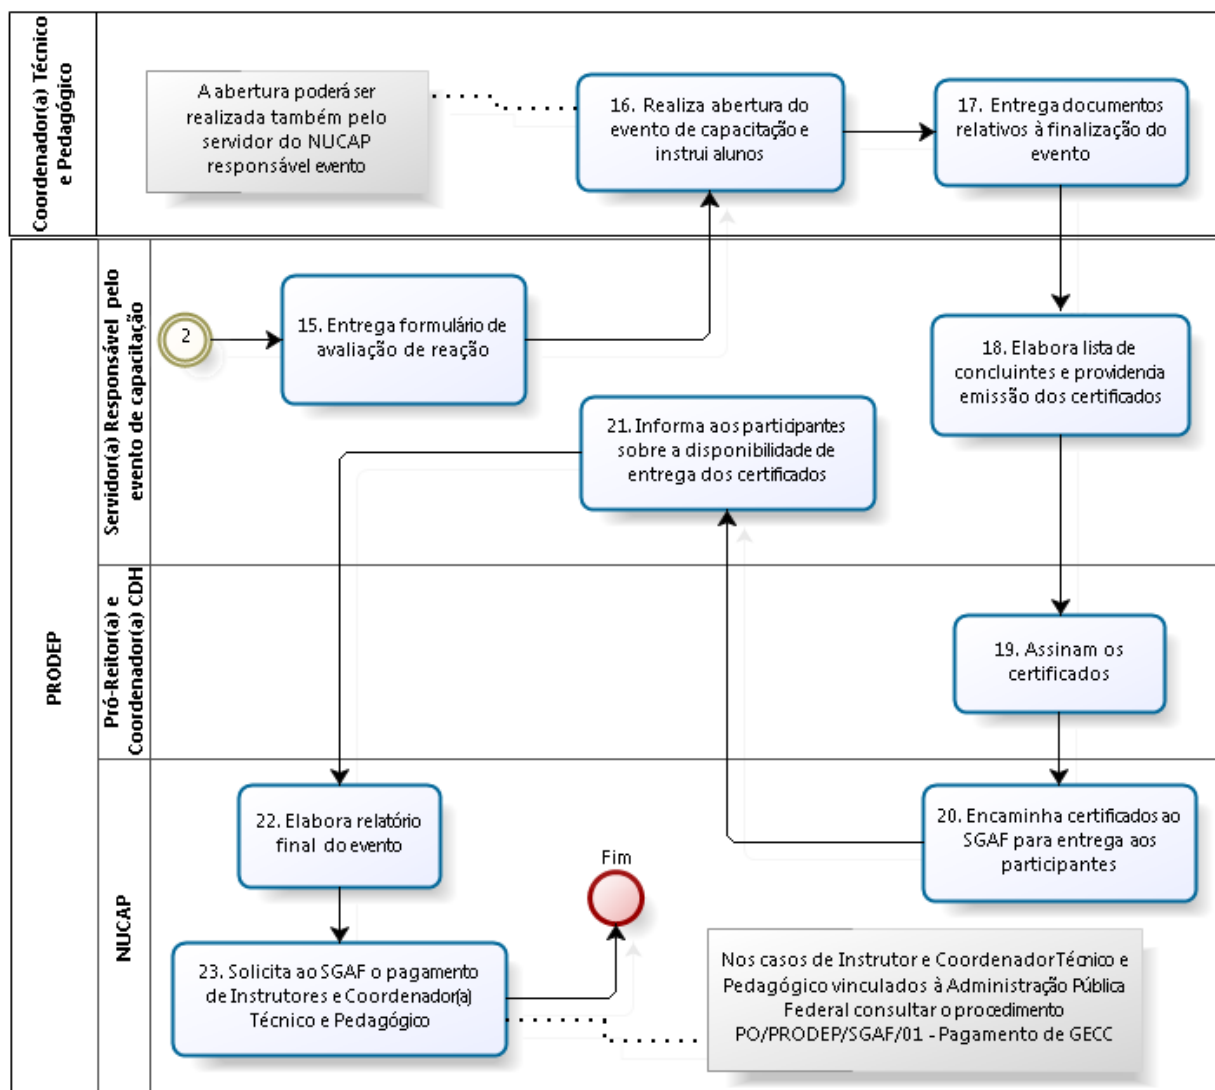 Coordenador(a) Técnico
e Pedagógico
A abertura poderá ser
realizada também pelo
servidor do NUCAP
responsável evento
16. Realiza abertura do
evento de capacitação e
instrui alunos
17. Entrega documentos
relativos à finalização do
evento
PRODEP
Servidor(a) Responsável pelo
evento de capacitação
2
15. Entrega formulário de
avaliação de reação
18. Elabora lista de
concluintes e providencia
emissão dos certificados
21. Informa aos participantes
sobre a disponibilidade de
entrega dos certificados
Pró-Reitor(a) e
Coordenador(a) CDH
19. Assinam os
certificados
NUCAP
22. Elabora relatório
final do evento
20. Encaminha certificados ao
SGAF para entrega aos
participantes
Fim
23. Solicita ao SGAF o pagamento
de Instrutores e Coordenador(a)
Técnico e Pedagógico
Nos casos de Instrutor e Coordenador Técnico e
Pedagógico vinculados à Administração Pública
Federal consultar o procedimento
PO/PRODEP/SGAF/01 - Pagamento de GECC